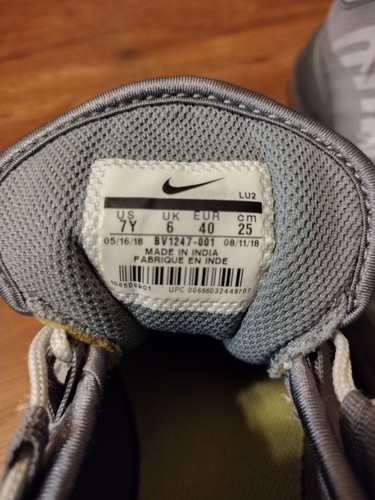 LU2
US UK EUR cm
7Y 6 40 25
05/16/18 BV1247-001 08/11/18
MADE IN INDIA
FABRIQUE EN INDE
UPC 00666032449707